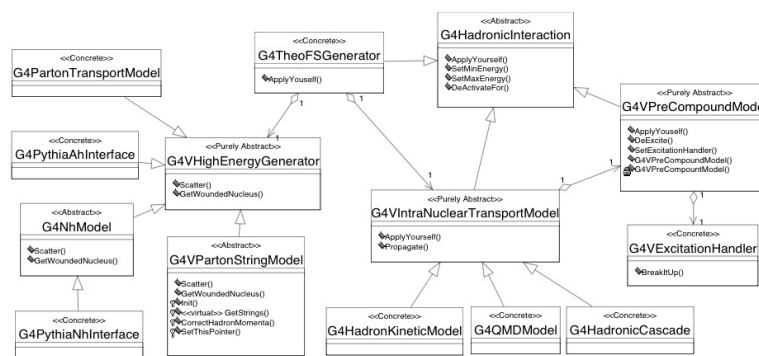 <<Abstract>>
G4HadronicInteraction
ApplyYourself()
SetMinEnergy()
SetMaxEnergy()
DeActivateFor()
<<Concrete>>
G4TheoFSGenerator
ApplyYouself()
<<Concrete>>
G4PartonTransportModel
<<Purely Abstract>>
G4VPreCompoundModel
ApplyYouself()
DeExcite()
SetExcitationHandler()
G4VPreCompoundModel()
G4VPreCompountModel()
1
1
1
1
1
1
1
1
<<Concrete>>
G4PythiaAhInterface
<<Purely Abstract>>
G4VHighEnergyGenerator
Scatter()
GetWoundedNucleus()
<<Purely Abstract>>
G4VIntraNuclearTransportModel
ApplyYourself()
Propagate()
<<Abstract>>
G4NhModel
Scatter()
GetWoundedNucleus()
<<Abstract>>
G4VPartonStringModel
Scatter()
GetWoundedNucleus()
Init()
<<virtual>> GetStrings()
CorrectHadronMomenta()
SetThisPointer()
<<Concrete>>
G4VExcitationHandler
BreakItUp()
<<Concrete>>
G4PythiaNhInterface
<<Concrete>>
G4HadronKineticModel
<<Concrete>>
G4QMDModel
<<Concrete>>
G4HadronicCascade